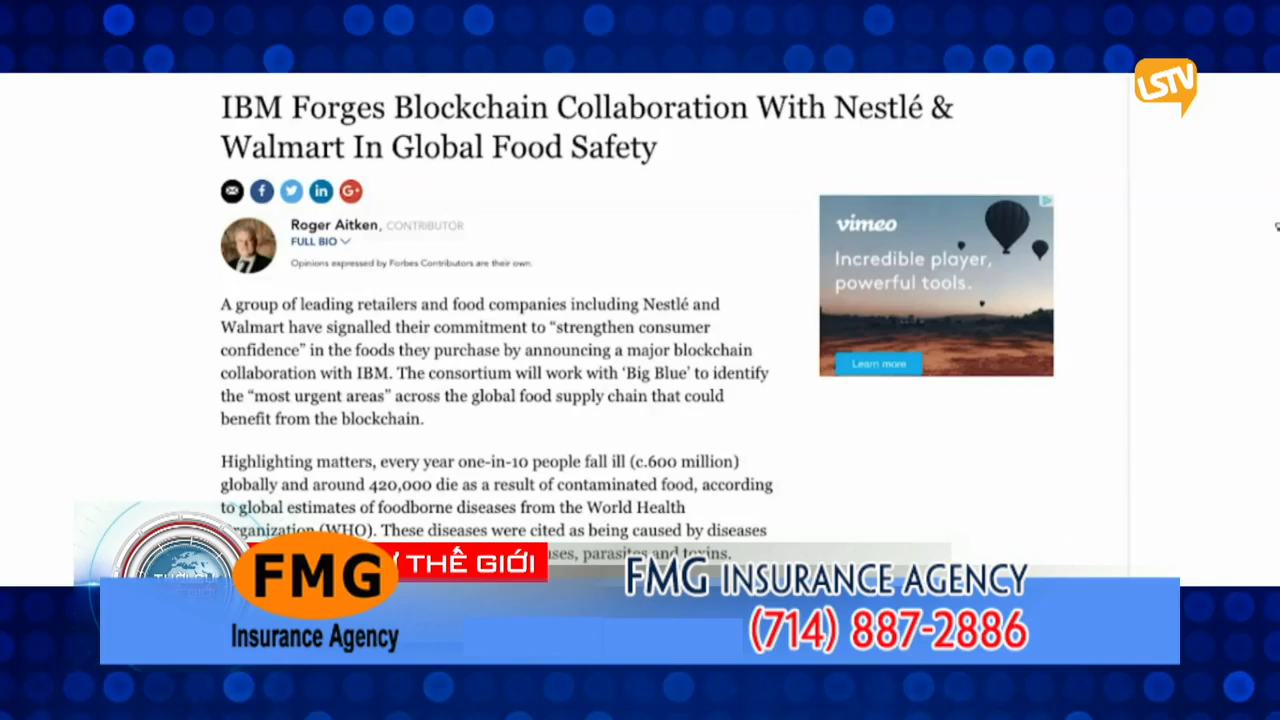 LSTV
IBM Forges Blockchain Collaboration With Nestlé &
Walmart In Global Food Safety
Roger Aitken, CONTRIBUTOR
FULL BIO
Opinions expressed by Forbes Contributors are their own.
A group of leading retailers and food companies including Nestlé and
Walmart have signalled their commitment to “strengthen consumer
confidence” in the foods they purchase by announcing a major blockchain
collaboration with IBM. The consortium will work with ‘Big Blue’ to identify
the “most urgent areas” across the global food supply chain that could
benefit from the blockchain.
Highlighting matters, every year one-in-10 people fall ill (c.600 million)
globally and around 420,000 die as a result of contaminated food, according
to global estimates of foodborne diseases from the World Health
Organization (WHO). These diseases were cited as being caused by diseases
parasites and toxins.
vimeo
Incredible player,
powerful tools.
Learn more
THẾ GIỚI
FMG
Insurance Agency
FMG INSURANCE AGENCY
(714) 887-2886